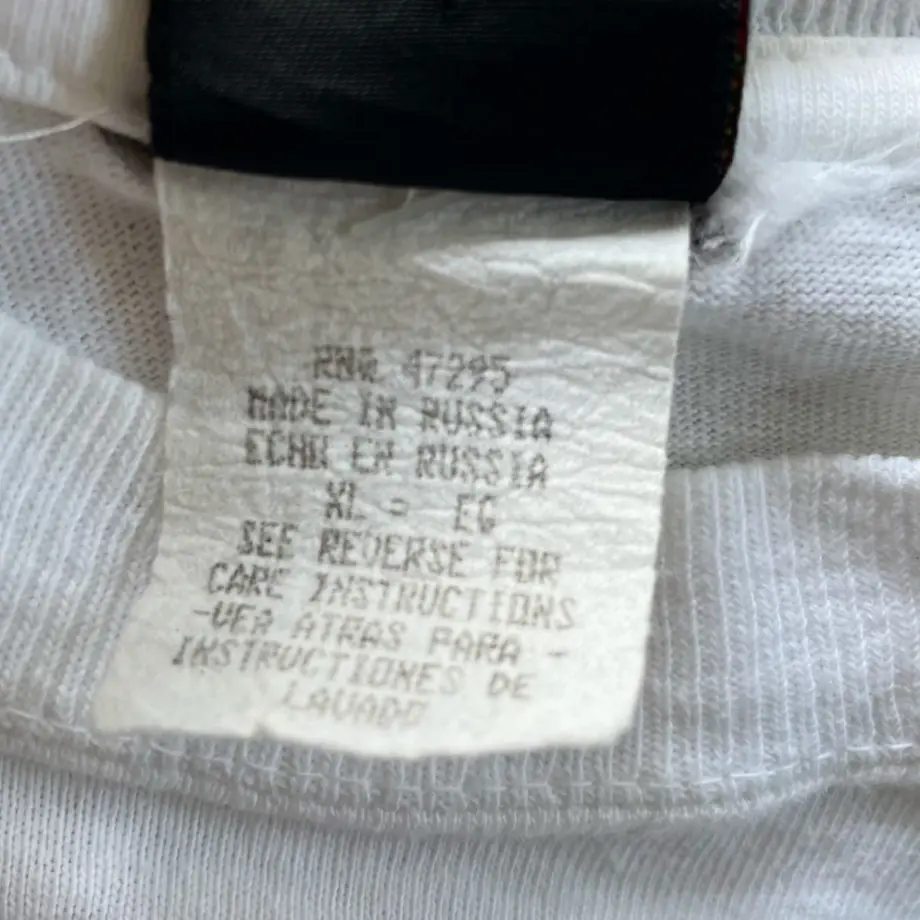 RN# 47295
MADE IN RUSSIA
ECHO EN RUSSIA
XL = EG
SEE REVERSE FOR
CARE INSTRUCTIONS
-VER ATRAS PARA -
INSTRUCTIONES DE
LAVADO